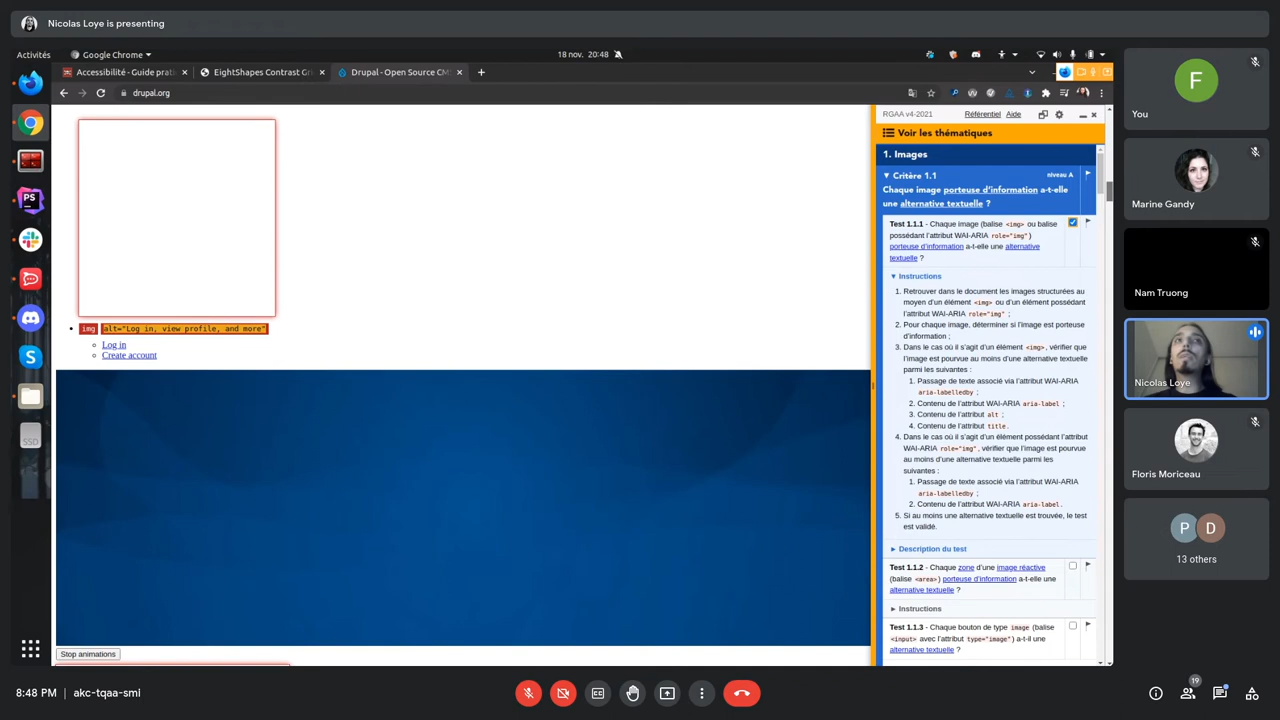 Nicolas Loye is presenting
Activités
Google Chrome
18 nov. 20:48
Accessibilité - Guide prati
EightShapes Contrast Gr
Drupal - Open Source CM
drupal.org
img alt="Log in, view profile, and more"
Log in
Create account
Stop animations
RGAA v4-2021 Référentiel Aide
Voir les thématiques
1. Images
Critère 1.1 niveau A
Chaque image porteuse d’information a-t-elle
une alternative textuelle ?
Test 1.1.1 - Chaque image (balise <img> ou balise
possédant l’attribut WAI-ARIA role="img")
porteuse d’information a-t-elle une alternative
textuelle ?
Instructions
1. Retrouver dans le document les images structurées au
moyen d’un élément <img> ou d’un élément possédant
l’attribut WAI-ARIA role="img" ;
2. Pour chaque image, déterminer si l’image est porteuse
d’information ;
3. Dans le cas où il s’agit d’un élément <img>, vérifier que
l’image est pourvue au moins d’une alternative textuelle
parmi les suivantes :
1. Passage de texte associé via l’attribut WAI-ARIA
aria-labelledby ;
2. Contenu de l’attribut WAI-ARIA aria-label ;
3. Contenu de l’attribut alt ;
4. Contenu de l’attribut title.
4. Dans le cas où il s’agit d’un élément possédant l’attribut
WAI-ARIA role="img", vérifier que l’image est pourvue
au moins d’une alternative textuelle parmi les
suivantes :
1. Passage de texte associé via l’attribut WAI-ARIA
aria-labelledby ;
2. Contenu de l’attribut WAI-ARIA aria-label.
5. Si au moins une alternative textuelle est trouvée, le test
est validé.
Description du test
Test 1.1.2 - Chaque zone d’une image réactive
(balise <area>) porteuse d’information a-t-elle une
alternative textuelle ?
Instructions
Test 1.1.3 - Chaque bouton de type image (balise
<input> avec l’attribut type="image") a-t-il une
alternative textuelle ?
PS
S
SSD
F
You
Marine Gandy
Nam Truong
Nicolas Loye
Floris Moriceau
P D
13 others
8:48 PM akc-tqaa-smi
CC
19